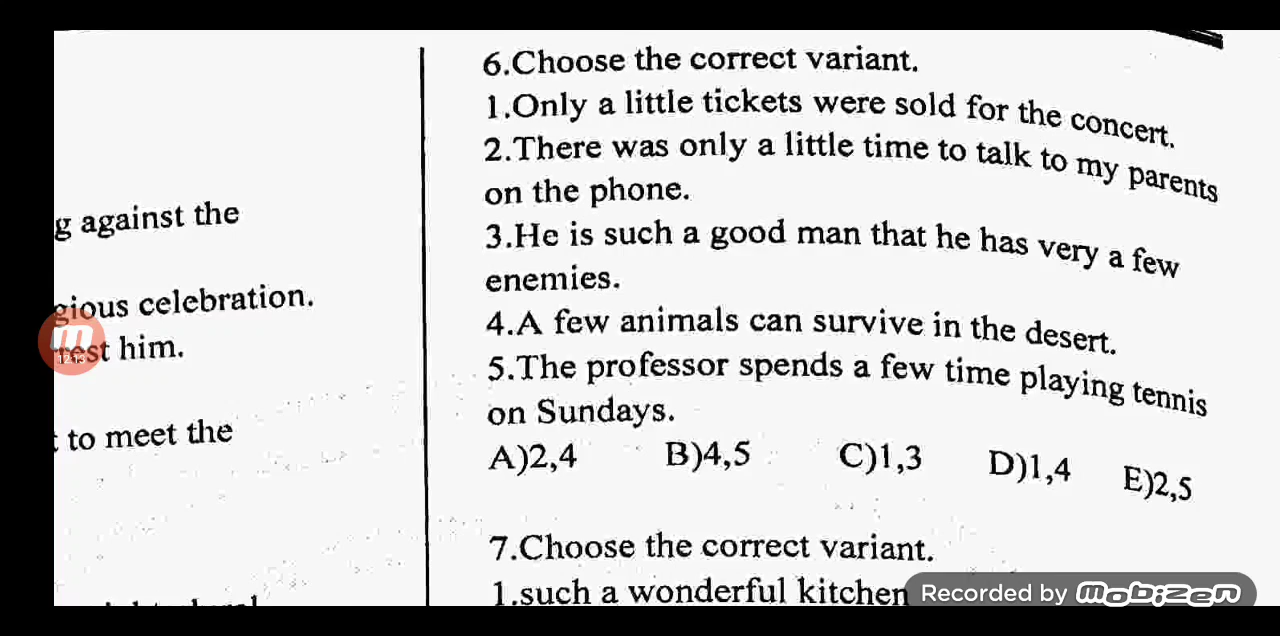 g against the
gious celebration.
rest him.
to meet the
6.Choose the correct variant.
1.Only a little tickets were sold for the concert.
2.There was only a little time to talk to my parents
on the phone.
3.He is such a good man that he has very a few
enemies.
4.A few animals can survive in the desert.
5.The professor spends a few time playing tennis
on Sundays.
A)2,4 B)4,5 C)1,3 D)1,4 E)2,5
7.Choose the correct variant.
1.such a wonderful kitchen
m
12:13
Recorded by mobizen